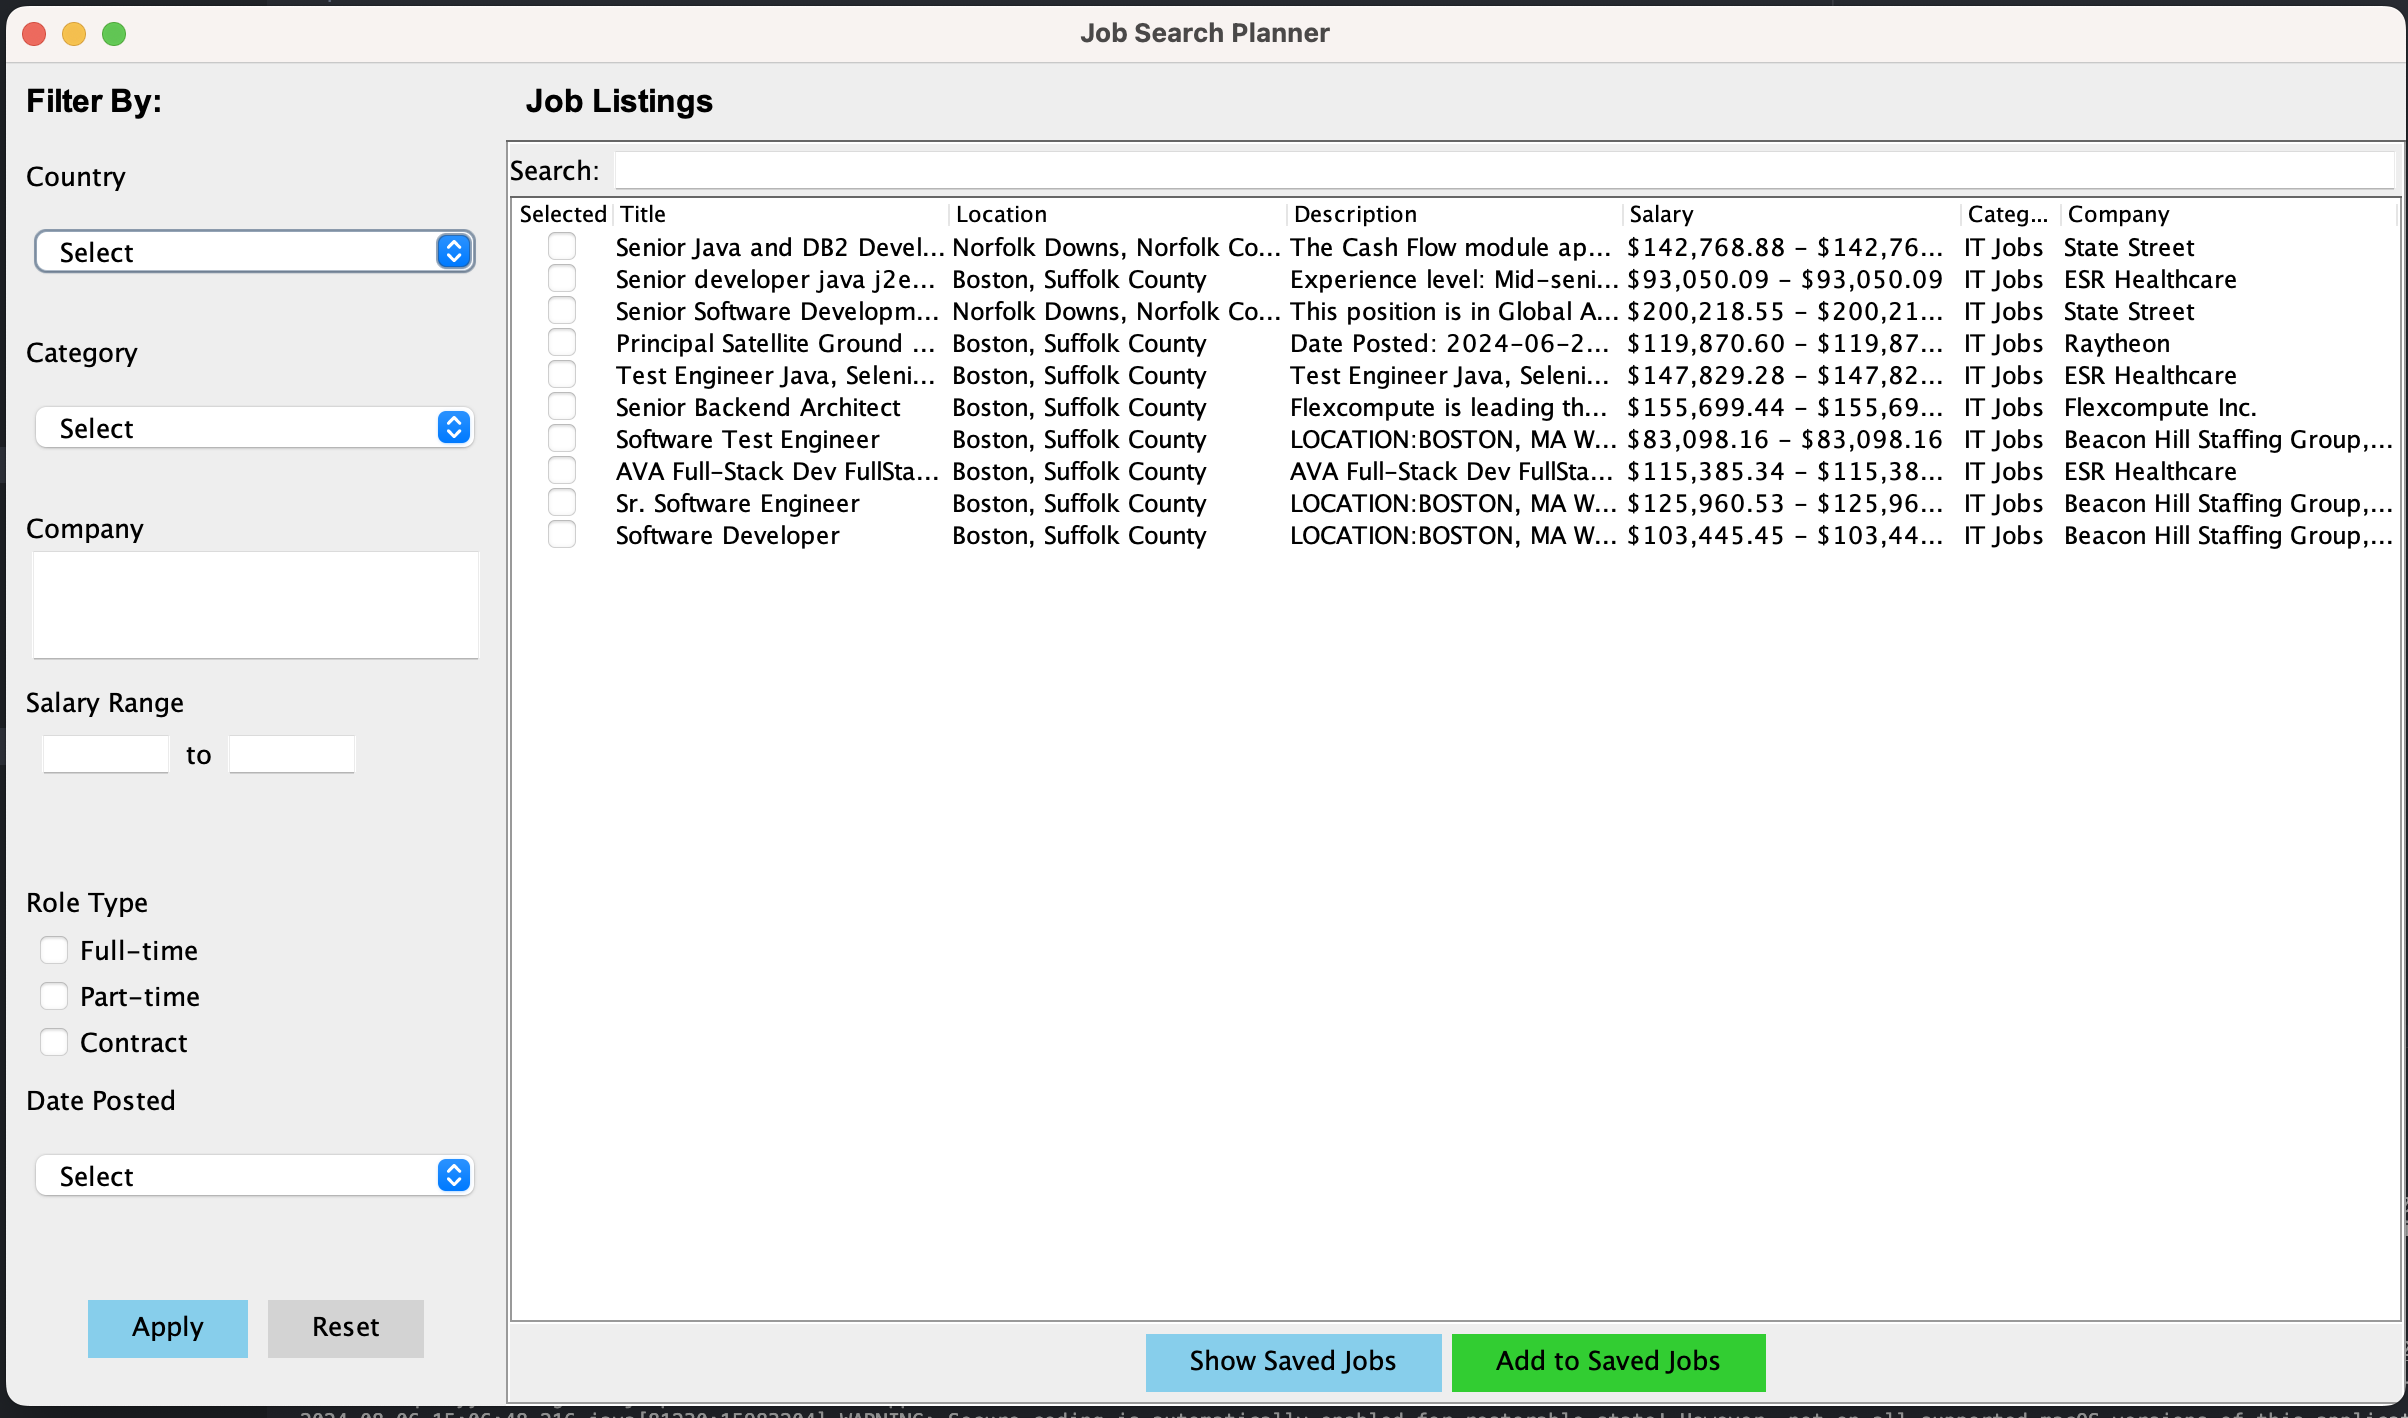 Job Search Planner
Filter By:
Country
Select
Category
Select
Company
Salary Range
to
Role Type
Full-time
Part-time
Contract
Date Posted
Select
Apply Reset
Job Listings
Search:
Selected Title Location Description Salary Categ... Company
Senior Java and DB2 Devel... Norfolk Downs, Norfolk Co... The Cash Flow module ap... $142,768.88 - $142,76... IT Jobs State Street
Senior developer java j2e... Boston, Suffolk County Experience level: Mid-seni... $93,050.09 - $93,050.09 IT Jobs ESR Healthcare
Senior Software Developm... Norfolk Downs, Norfolk Co... This position is in Global A... $200,218.55 - $200,21... IT Jobs State Street
Principal Satellite Ground ... Boston, Suffolk County Date Posted: 2024-06-2... $119,870.60 - $119,87... IT Jobs Raytheon
Test Engineer Java, Seleni... Boston, Suffolk County Test Engineer Java, Seleni... $147,829.28 - $147,82... IT Jobs ESR Healthcare
Senior Backend Architect Boston, Suffolk County Flexcompute is leading th... $155,699.44 - $155,69... IT Jobs Flexcompute Inc.
Software Test Engineer Boston, Suffolk County LOCATION:BOSTON, MA W... $83,098.16 - $83,098.16 IT Jobs Beacon Hill Staffing Group,...
AVA Full-Stack Dev FullSta... Boston, Suffolk County AVA Full-Stack Dev FullSta... $115,385.34 - $115,38... IT Jobs ESR Healthcare
Sr. Software Engineer Boston, Suffolk County LOCATION:BOSTON, MA W... $125,960.53 - $125,96... IT Jobs Beacon Hill Staffing Group,...
Software Developer Boston, Suffolk County LOCATION:BOSTON, MA W... $103,445.45 - $103,44... IT Jobs Beacon Hill Staffing Group,...
Show Saved Jobs Add to Saved Jobs